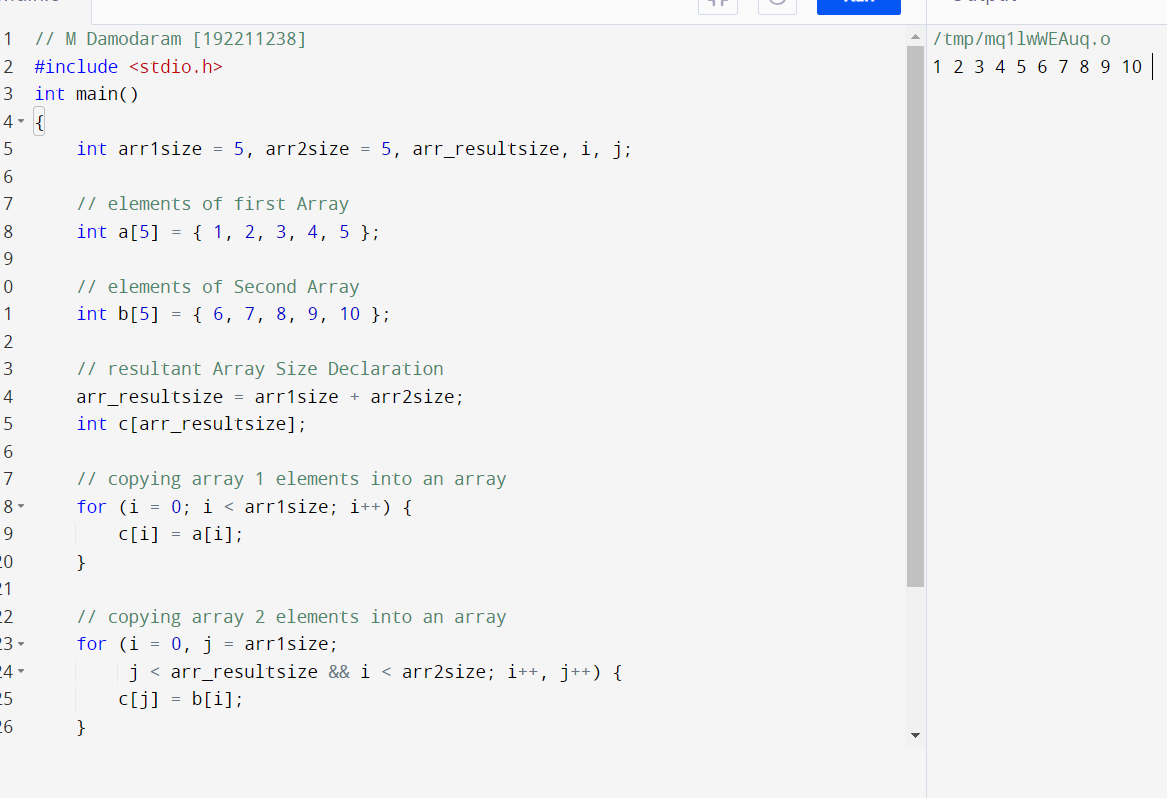 1 // M Damodaram [192211238]
2 #include <stdio.h>
3 int main()
4 {
5 int arr1size = 5, arr2size = 5, arr_resultsize, i, j;
6
7 // elements of first Array
8 int a[5] = { 1, 2, 3, 4, 5 };
9
0 // elements of Second Array
1 int b[5] = { 6, 7, 8, 9, 10 };
2
3 // resultant Array Size Declaration
4 arr_resultsize = arr1size + arr2size;
5 int c[arr_resultsize];
6
7 // copying array 1 elements into an array
8 for (i = 0; i < arr1size; i++) {
9 c[i] = a[i];
20 }
21
22 // copying array 2 elements into an array
23 for (i = 0, j = arr1size;
24 j < arr_resultsize && i < arr2size; i++, j++) {
25 c[j] = b[i];
26 }
/tmp/mq1lwWEAuq.o
1 2 3 4 5 6 7 8 9 10